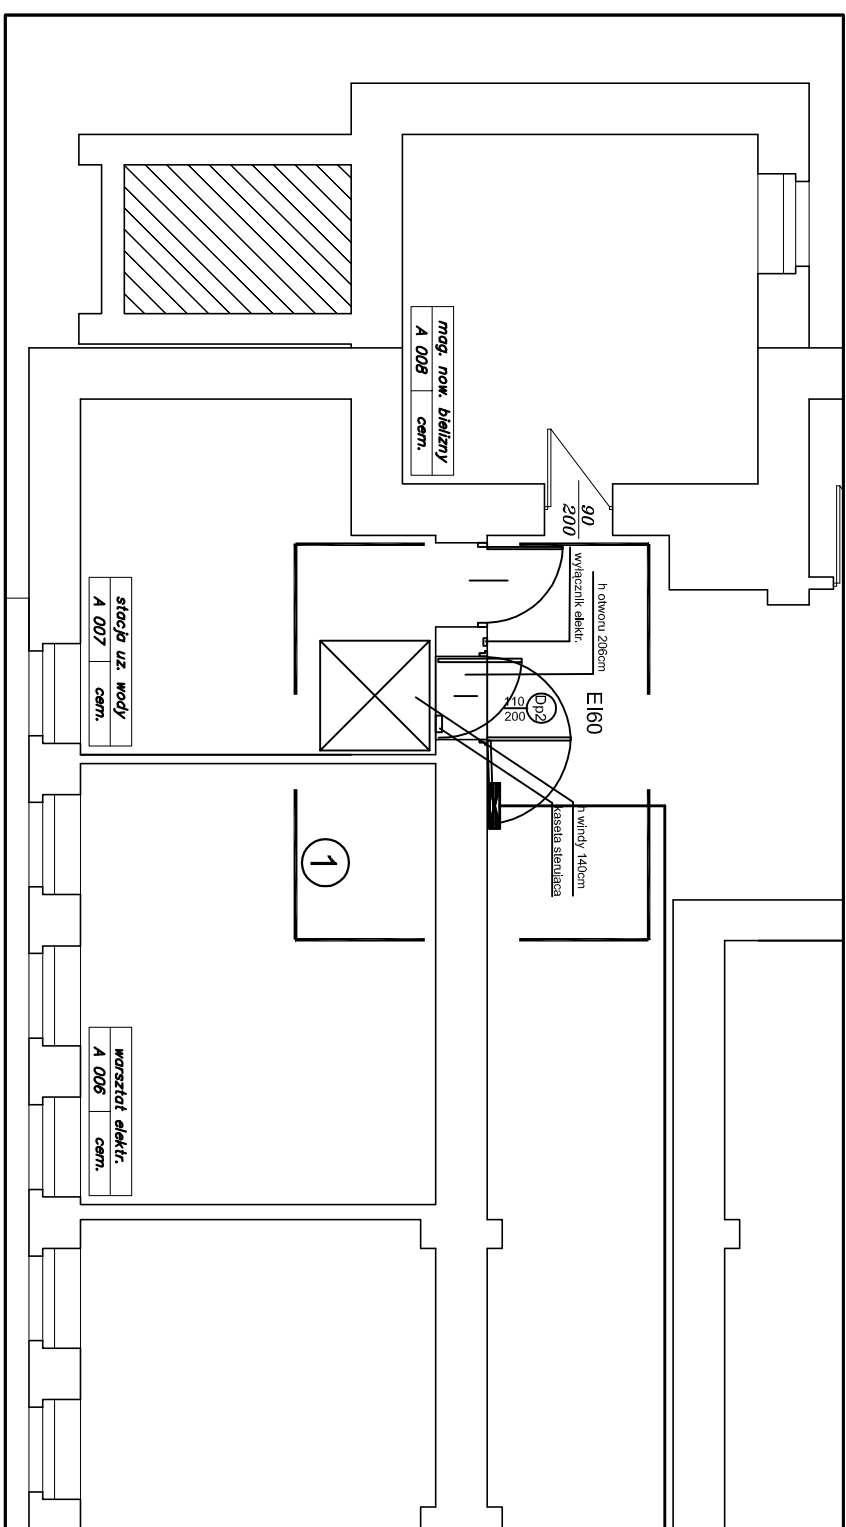 mag. now. bielizny
A 008 cem.
90
200
wyłącznik elektr.
h otworu 206cm
EI60
Dp2
110
200
stacja uz. wody
A 007 cem.
h windy 140cm
kaseta sterujaca
1
warsztat elektr.
A 006 cem.